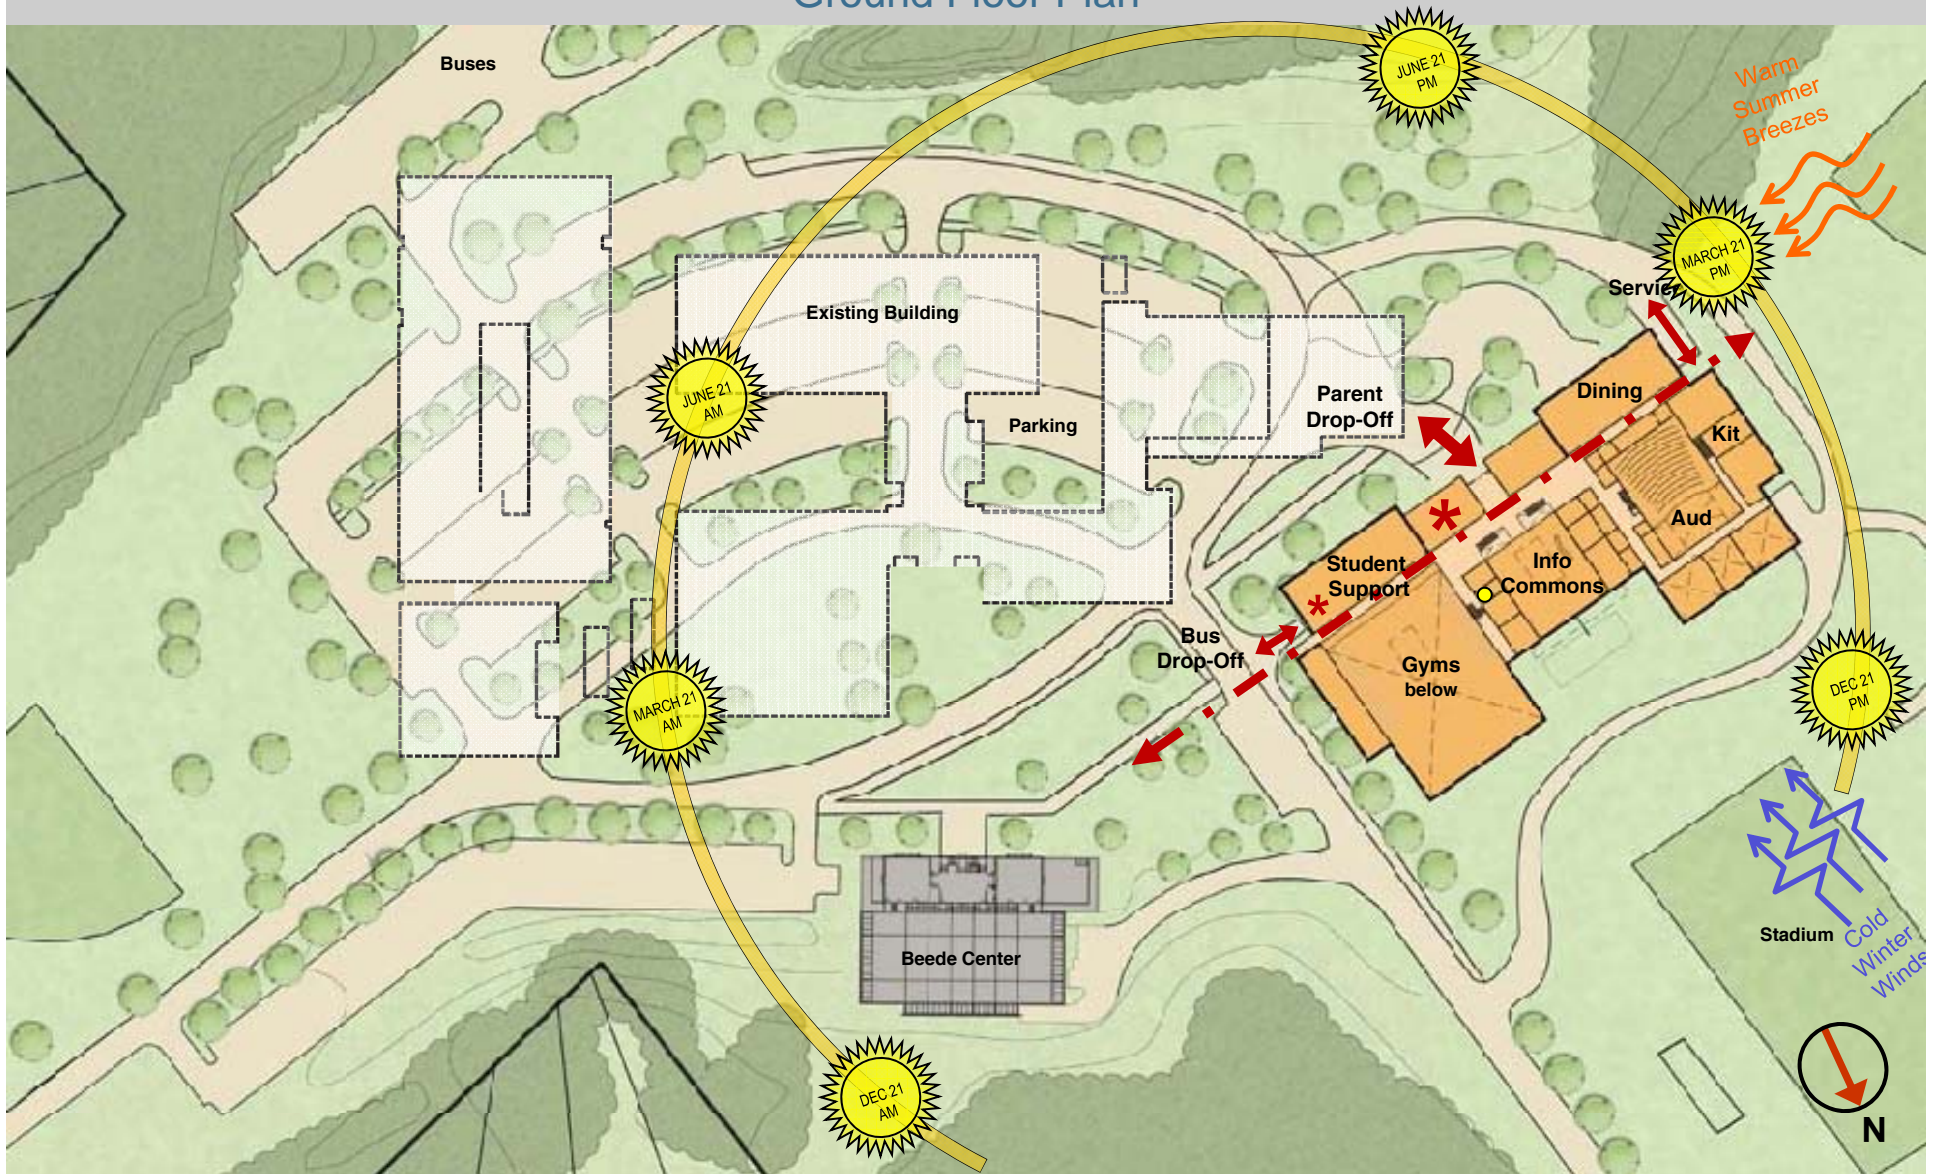 Ground Floor Plan
Buses
JUNE 21
PM
Warm
Summer
Breezes
MARCH 21
PM
Existing Building
JUNE 21
AM
Parking
Parent
Drop-Off
Dining
Kit
Aud
Info
Commons
Student
Support
*
*
Bus
Drop-Off
Gyms
below
MARCH 21
AM
DEC 21
PM
Stadium
Cold
Winter
Winds
Beede Center
DEC 21
AM
N